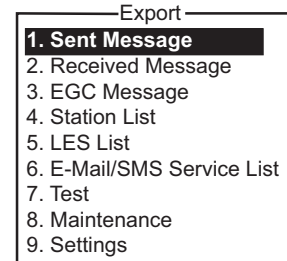 Export
1. Sent Message
2. Received Message
3. EGC Message
4. Station List
5. LES List
6. E-Mail/SMS Service List
7. Test
8. Maintenance
9. Settings